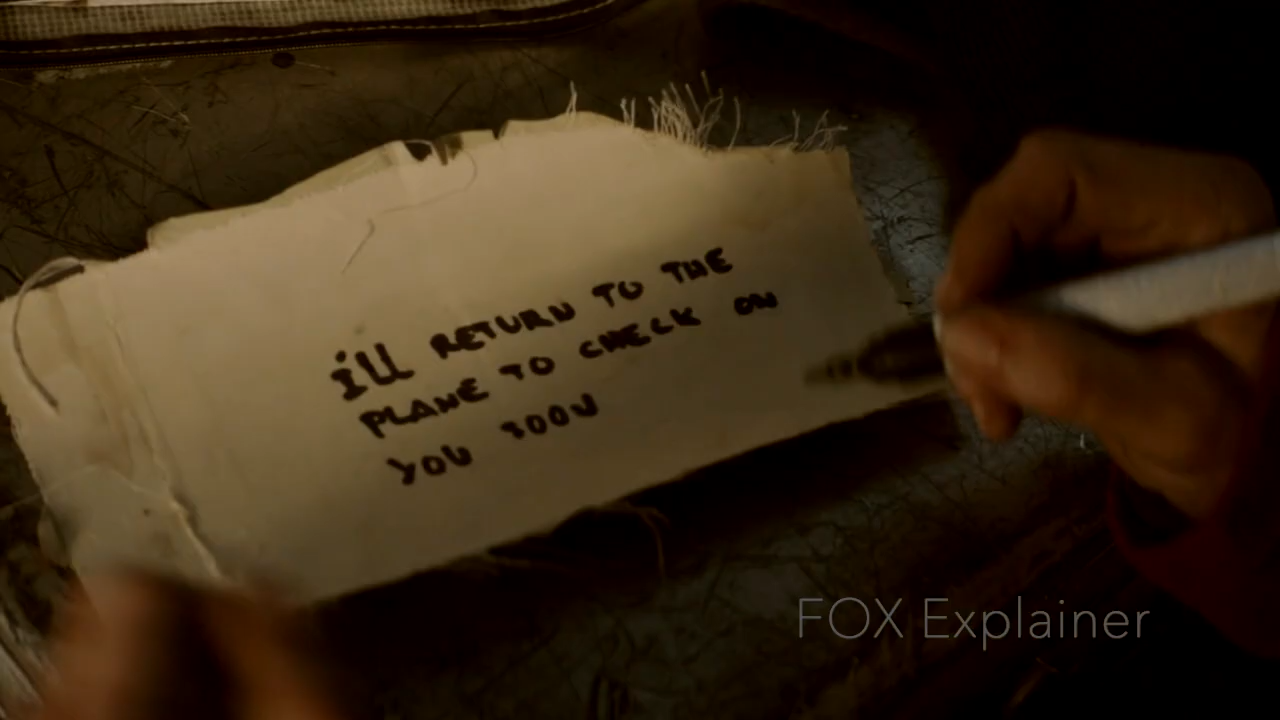 iLL RETURN TO THE
PLANE TO CHECK ON
YOU SOON
FOX Explainer